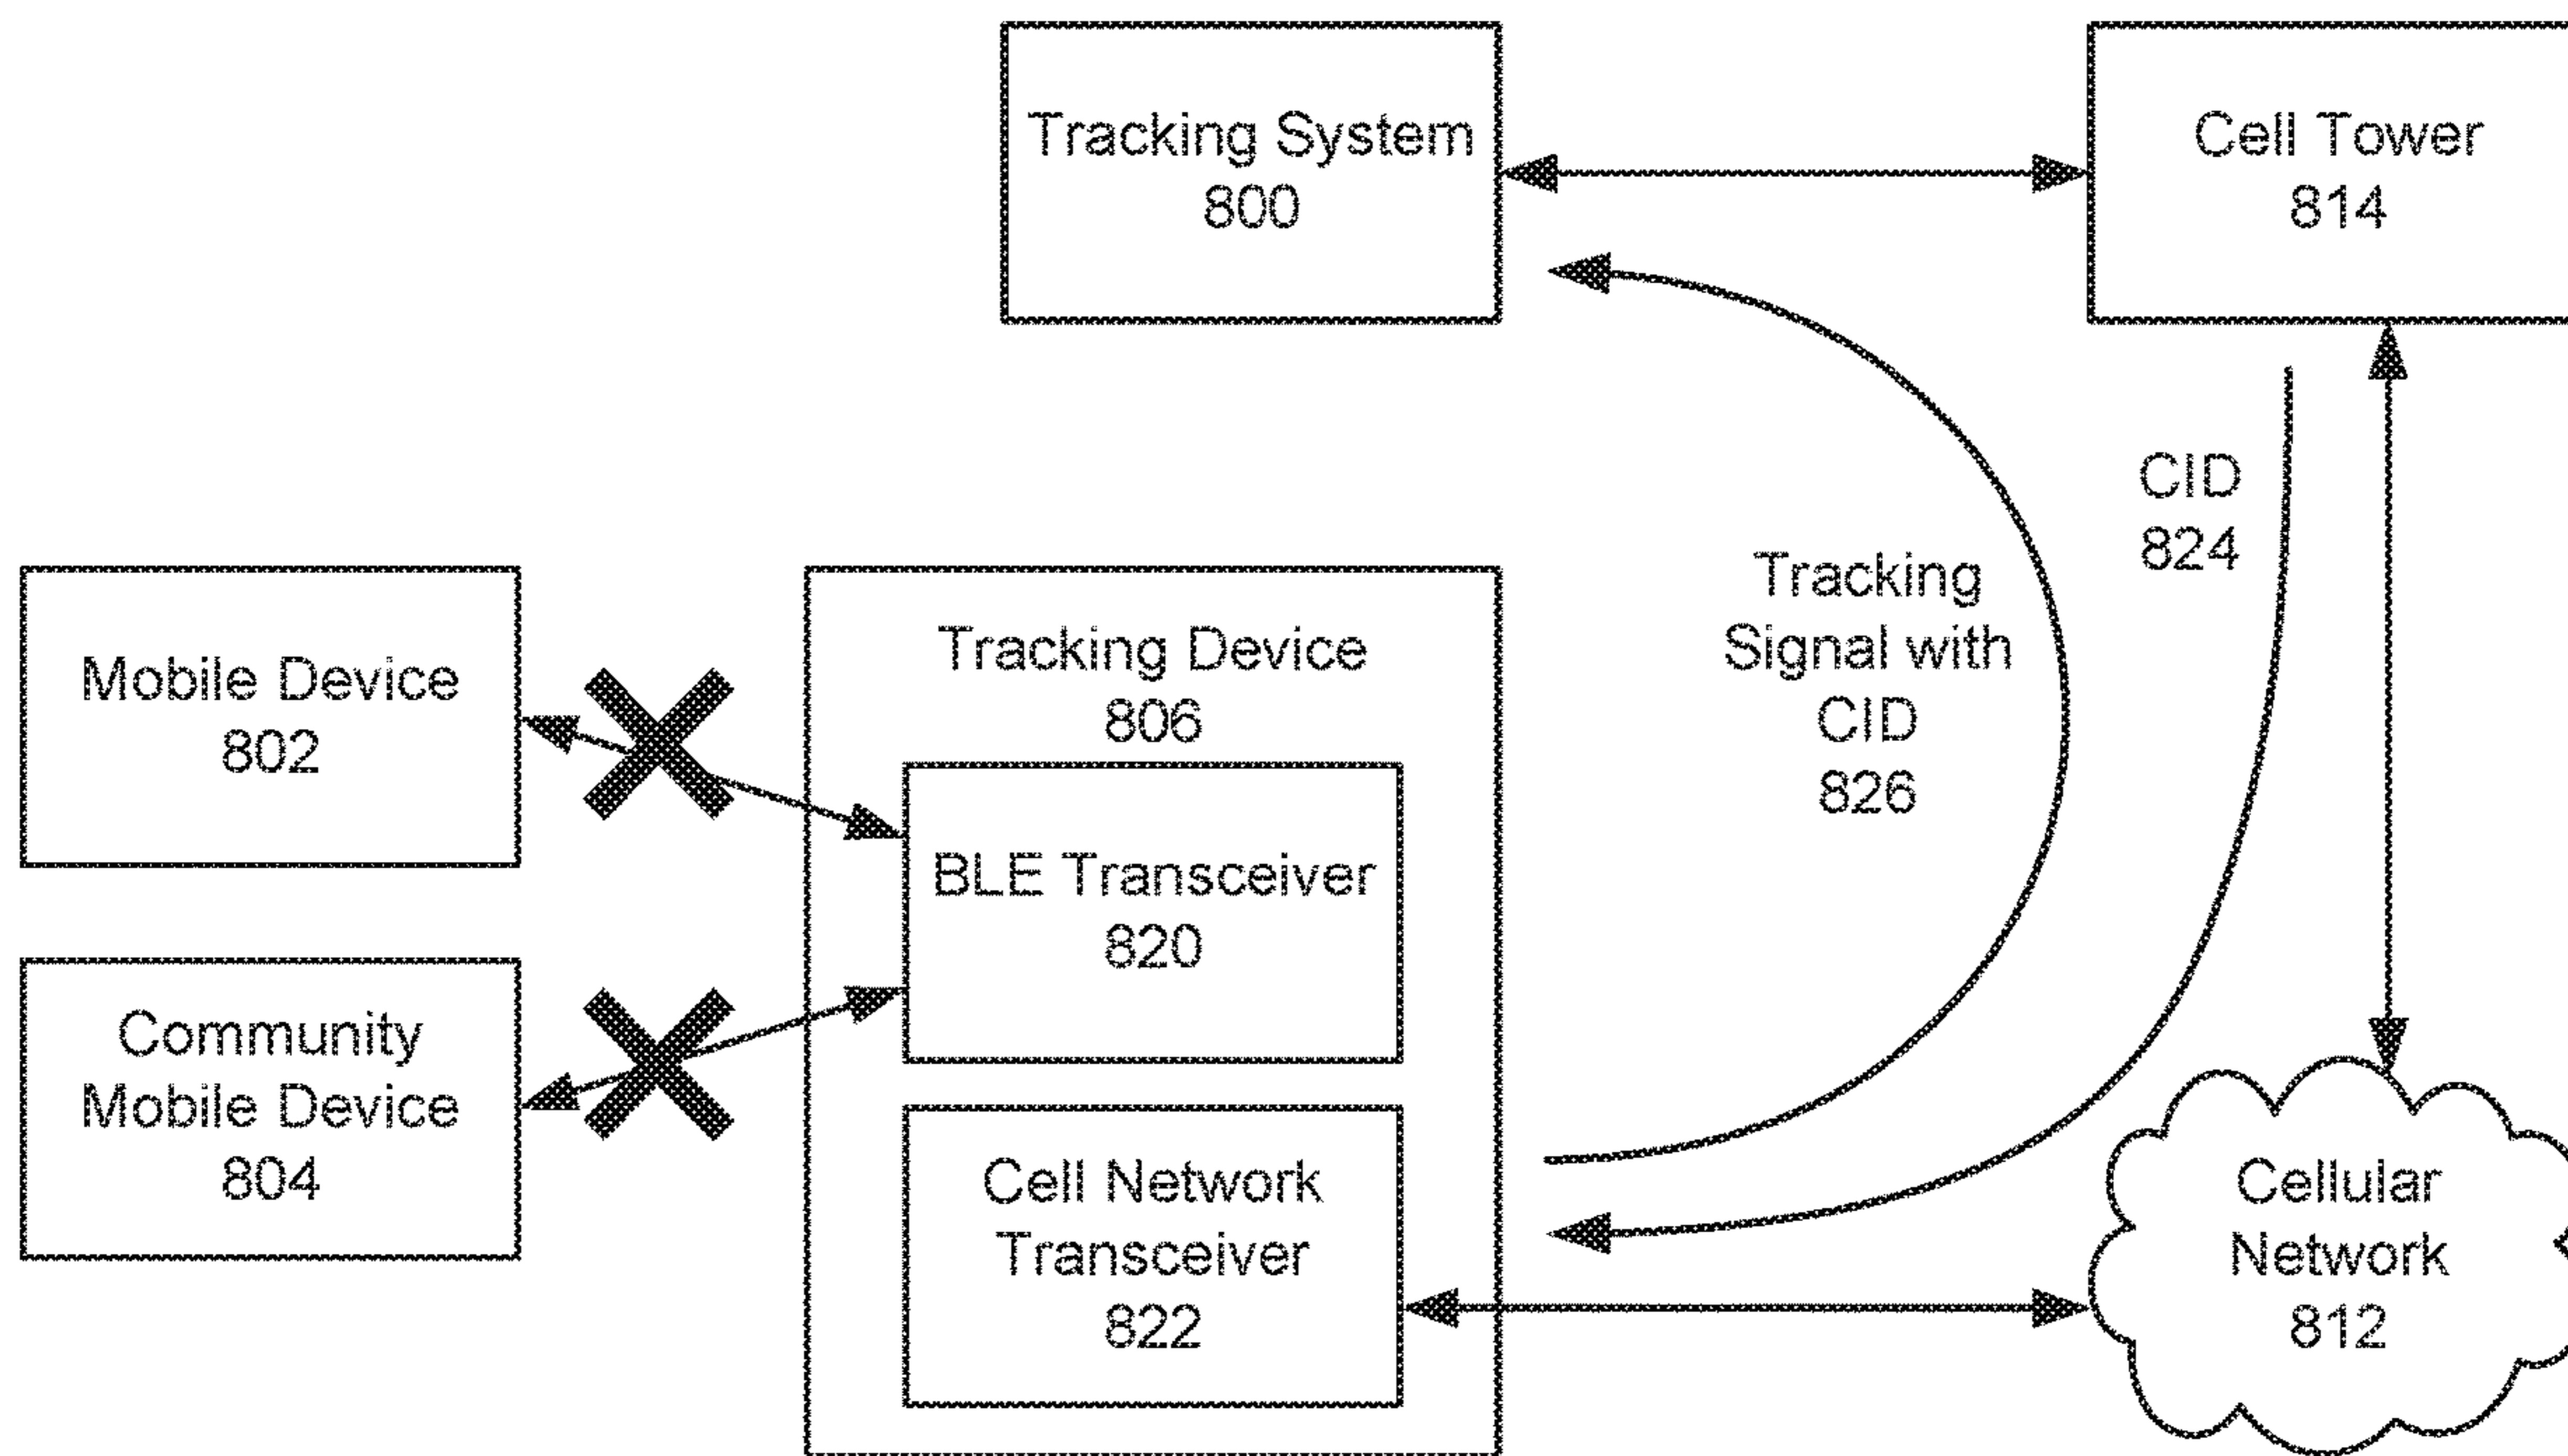 Tracking System
800
Cell Tower
814
CID
824
Tracking
Signal with
CID
826
Mobile Device
802
Tracking Device
806
BLE Transceiver
820
Community
Mobile Device
804
Cell Network
Transceiver
822
Cellular
Network
812